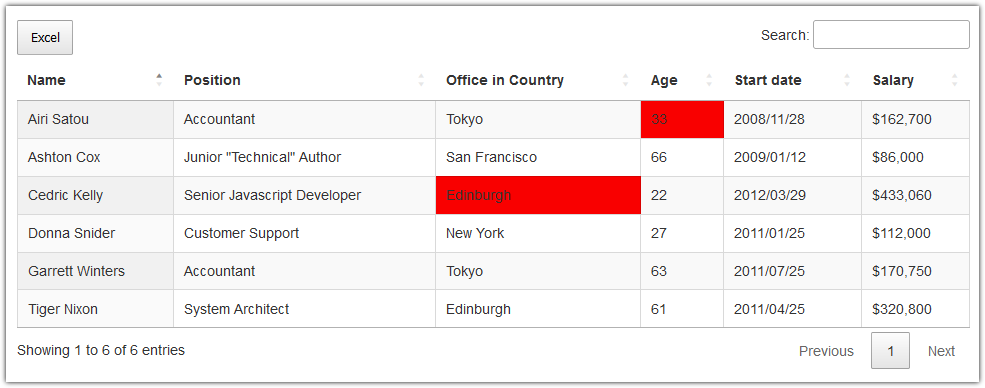 Excel Search:
Name Position Office in Country Age Start date Salary
Airi Satou Accountant Tokyo 33 2008/11/28 $162,700
Ashton Cox Junior "Technical" Author San Francisco 66 2009/01/12 $86,000
Cedric Kelly Senior Javascript Developer Edinburgh 22 2012/03/29 $433,060
Donna Snider Customer Support New York 27 2011/01/25 $112,000
Garrett Winters Accountant Tokyo 63 2011/07/25 $170,750
Tiger Nixon System Architect Edinburgh 61 2011/04/25 $320,800
Showing 1 to 6 of 6 entries Previous 1 Next